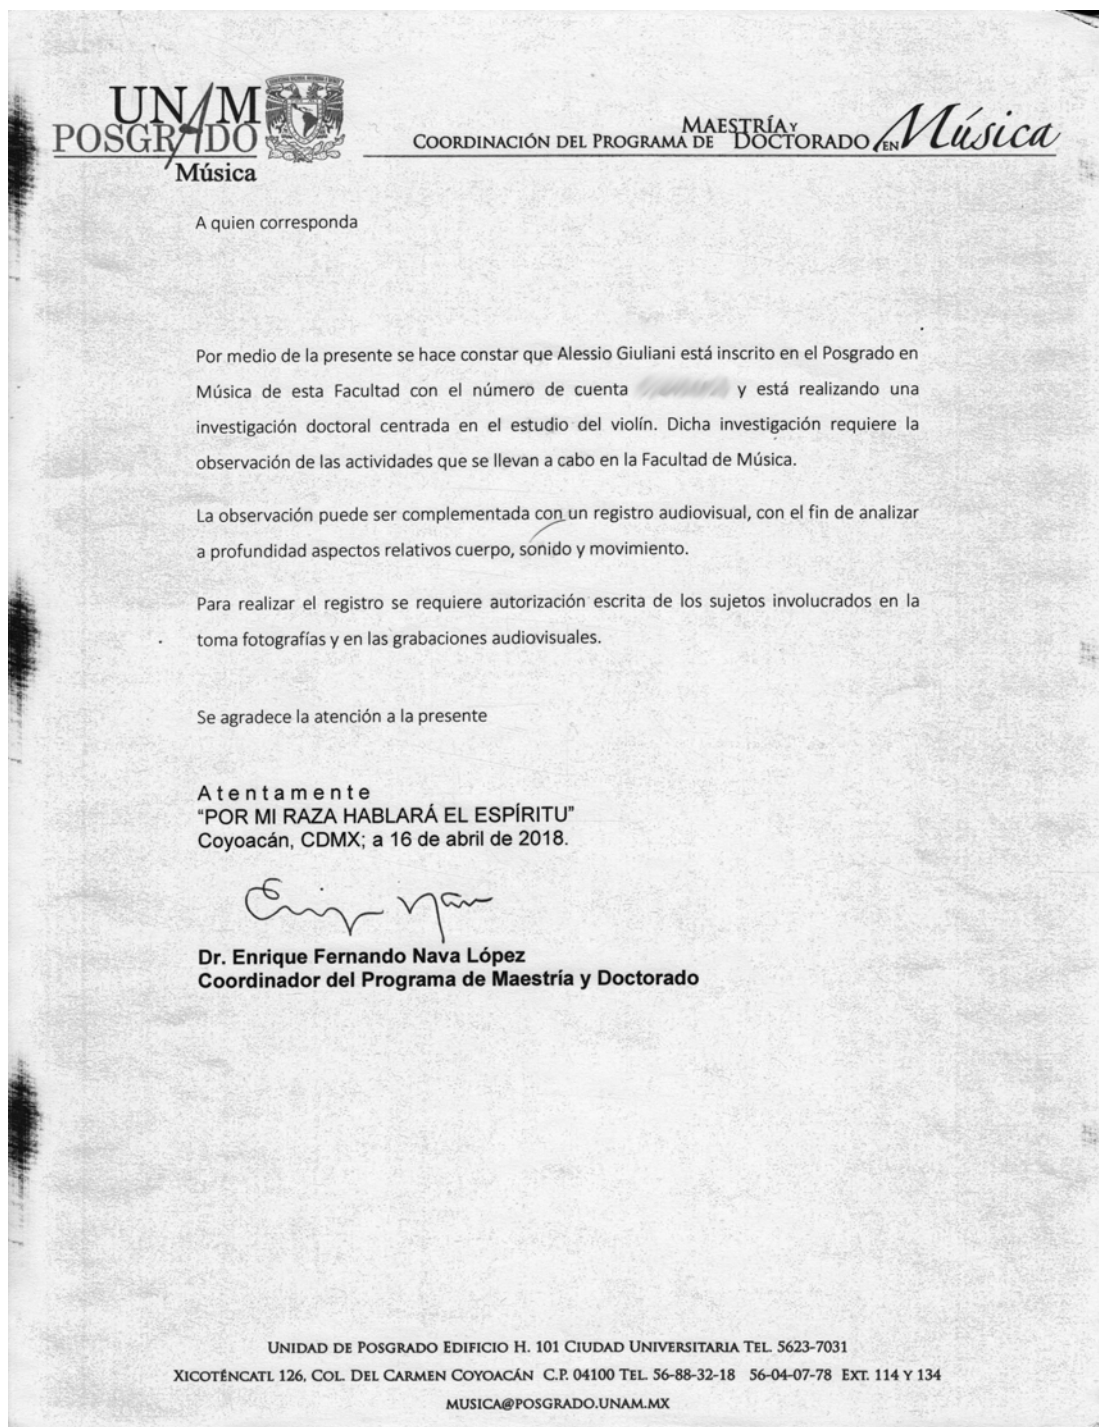 UNAM
POSGRADO
Música
COORDINACIÓN DEL PROGRAMA DE MAESTRÍA Y DOCTORADO EN Música
A quien corresponda
Por medio de la presente se hace constar que Alessio Giuliani está inscrito en el Posgrado en
Música de esta Facultad con el número de cuenta y está realizando una
investigación doctoral centrada en el estudio del violín. Dicha investigación requiere la
observación de las actividades que se llevan a cabo en la Facultad de Música.
La observación puede ser complementada con un registro audiovisual, con el fin de analizar
a profundidad aspectos relativos cuerpo, sonido y movimiento.
Para realizar el registro se requiere autorización escrita de los sujetos involucrados en la
toma fotografías y en las grabaciones audiovisuales.
Se agradece la atención a la presente
Atentamente
"POR MI RAZA HABLARÁ EL ESPÍRITU"
Coyoacán, CDMX; a 16 de abril de 2018.
Dr. Enrique Fernando Nava López
Coordinador del Programa de Maestría y Doctorado
UNIDAD DE POSGRADO EDIFICIO H. 101 CIUDAD UNIVERSITARIA TEL. 5623-7031
XICOTÉNCATL 126, COL. DEL CARMEN COYOACÁN C.P. 04100 TEL. 56-88-32-18 56-04-07-78 EXT. 114 Y 134
MUSICA@POSGRADO.UNAM.MX